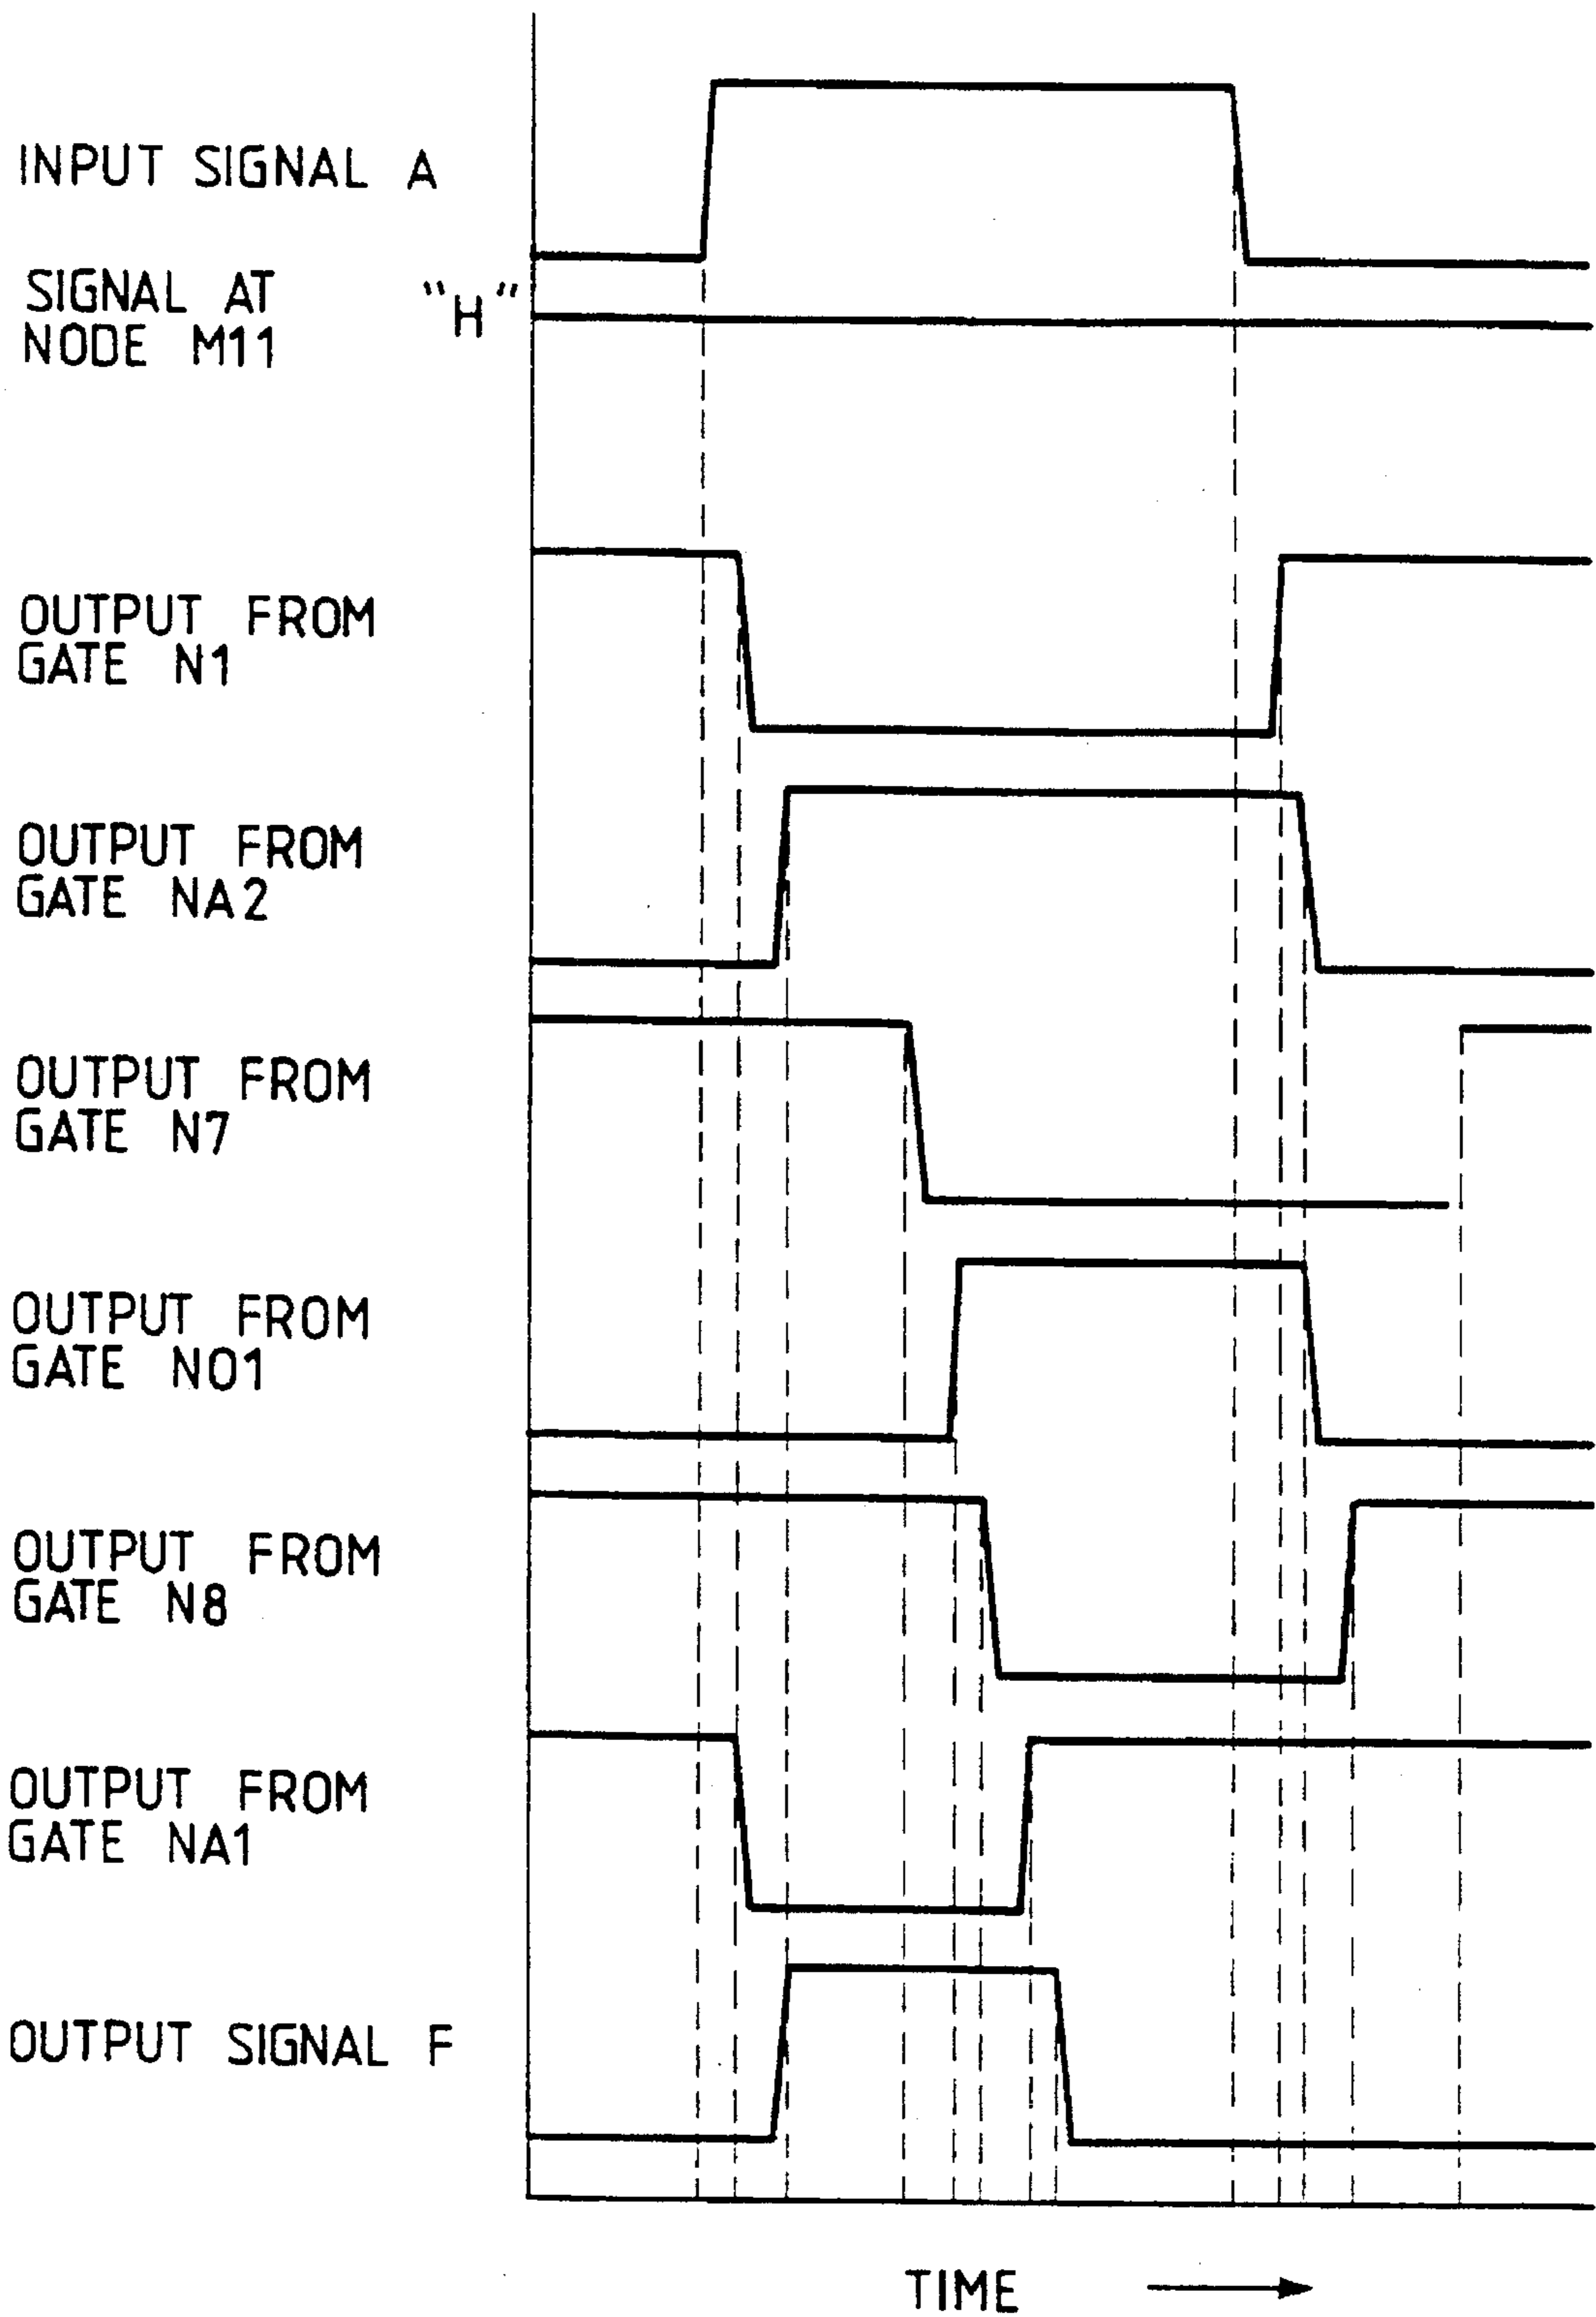 INPUT SIGNAL A
SIGNAL AT
NODE M11
"H"
OUTPUT FROM
GATE N1
OUTPUT FROM
GATE NA2
OUTPUT FROM
GATE N7
OUTPUT FROM
GATE NO1
OUTPUT FROM
GATE N8
OUTPUT FROM
GATE NA1
OUTPUT SIGNAL F
TIME